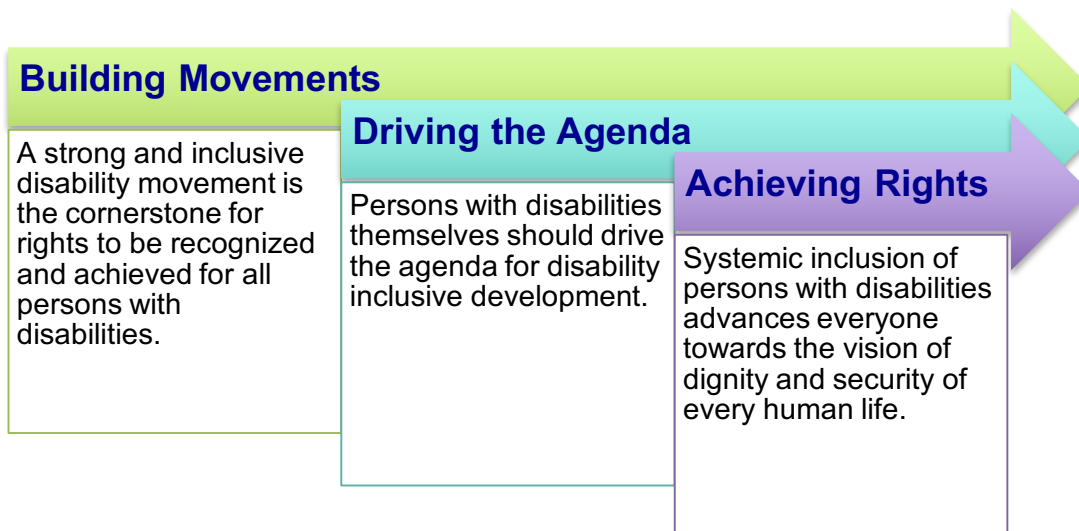 Building Movements
A strong and inclusive
disability movement is
the cornerstone for
rights to be recognized
and achieved for all
persons with
disabilities.
Driving the Agenda
Persons with disabilities
themselves should drive
the agenda for disability
inclusive development.
Achieving Rights
Systemic inclusion of
persons with disabilities
advances everyone
towards the vision of
dignity and security of
every human life.